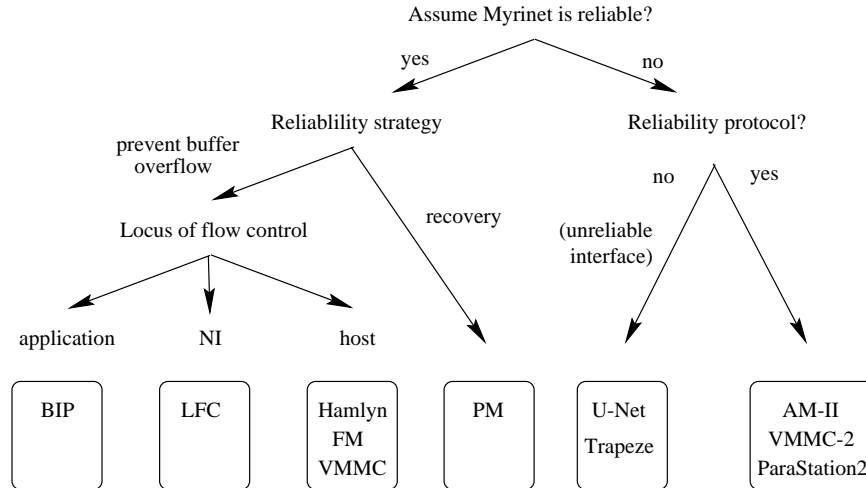 Assume Myrinet is reliable?
yes
no
Reliablility strategy
Reliability protocol?
prevent buffer
overflow
no
yes
recovery
(unreliable
interface)
Locus of flow control
application
NI
host
BIP
LFC
Hamlyn
FM
VMMC
PM
U-Net
Trapeze
AM-II
VMMC-2
ParaStation2